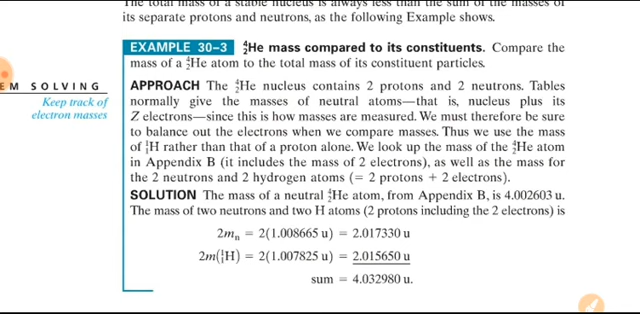 The total mass of a stable nucleus is always less than the sum of the masses of
its separate protons and neutrons, as the following Example shows.
EXAMPLE 30–3 ⁴₂He mass compared to its constituents. Compare the
mass of a ⁴₂He atom to the total mass of its constituent particles.
EM SOLVING
Keep track of
electron masses
APPROACH The ⁴₂He nucleus contains 2 protons and 2 neutrons. Tables
normally give the masses of neutral atoms—that is, nucleus plus its
Z electrons—since this is how masses are measured. We must therefore be sure
to balance out the electrons when we compare masses. Thus we use the mass
of ¹₁H rather than that of a proton alone. We look up the mass of the ⁴₂He atom
in Appendix B (it includes the mass of 2 electrons), as well as the mass for
the 2 neutrons and 2 hydrogen atoms (= 2 protons + 2 electrons).
SOLUTION The mass of a neutral ⁴₂He atom, from Appendix B, is 4.002603 u.
The mass of two neutrons and two H atoms (2 protons including the 2 electrons) is
2mₙ = 2(1.008665 u) = 2.017330 u
2m(¹₁H) = 2(1.007825 u) = 2.015650 u
sum = 4.032980 u.